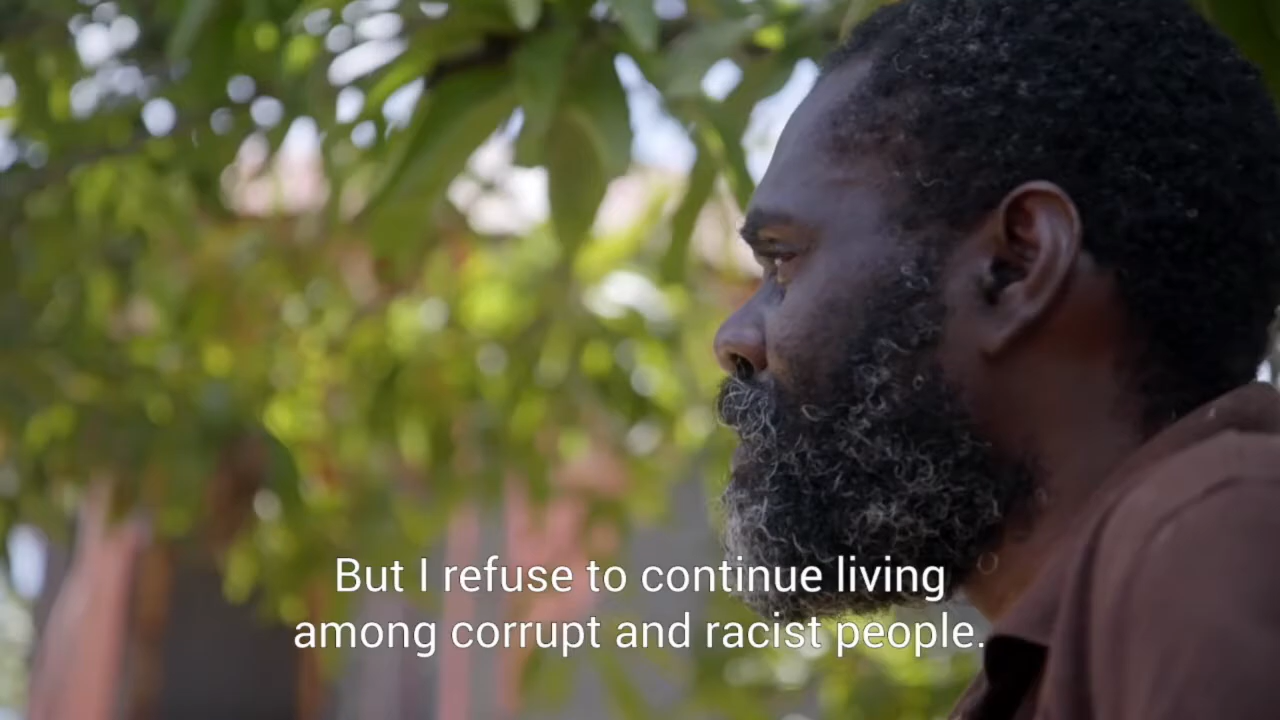 But I refuse to continue living
among corrupt and racist people.